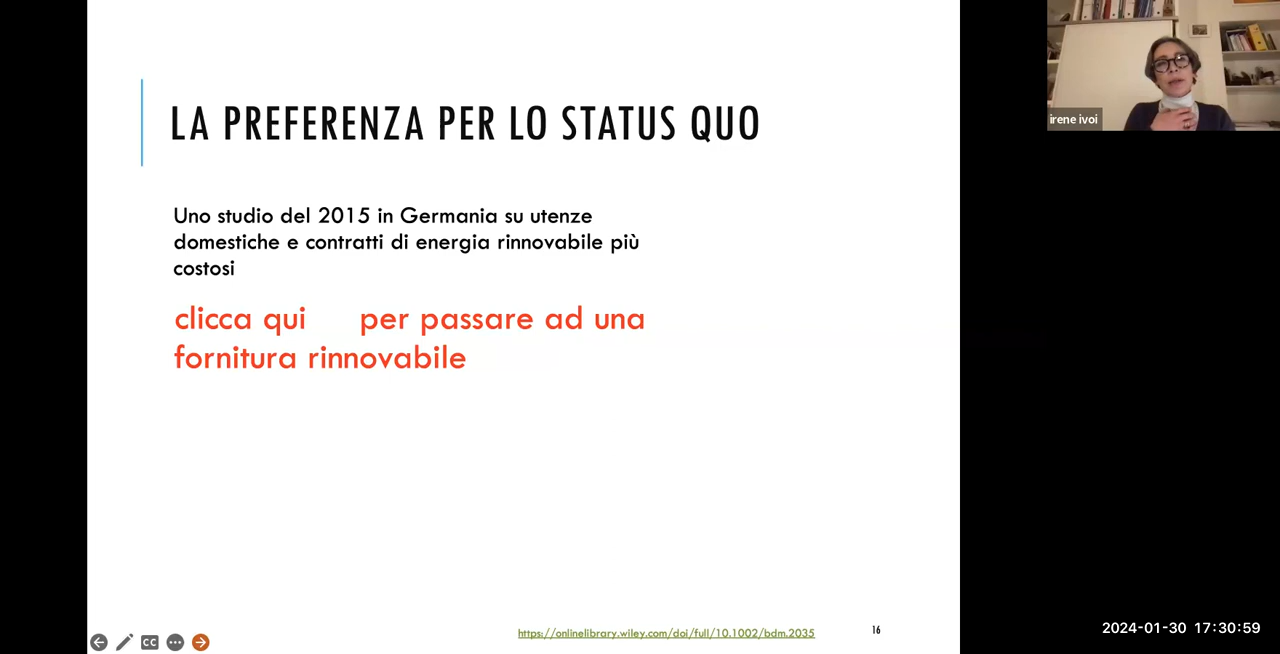 LA PREFERENZA PER LO STATUS QUO
irene ivoi
Uno studio del 2015 in Germania su utenze
domestiche e contratti di energia rinnovabile più
costosi
clicca qui per passare ad una
fornitura rinnovabile
https://onlinelibrary.wiley.com/doi/full/10.1002/bdm.2035
16
CC
2024-01-30 17:30:59